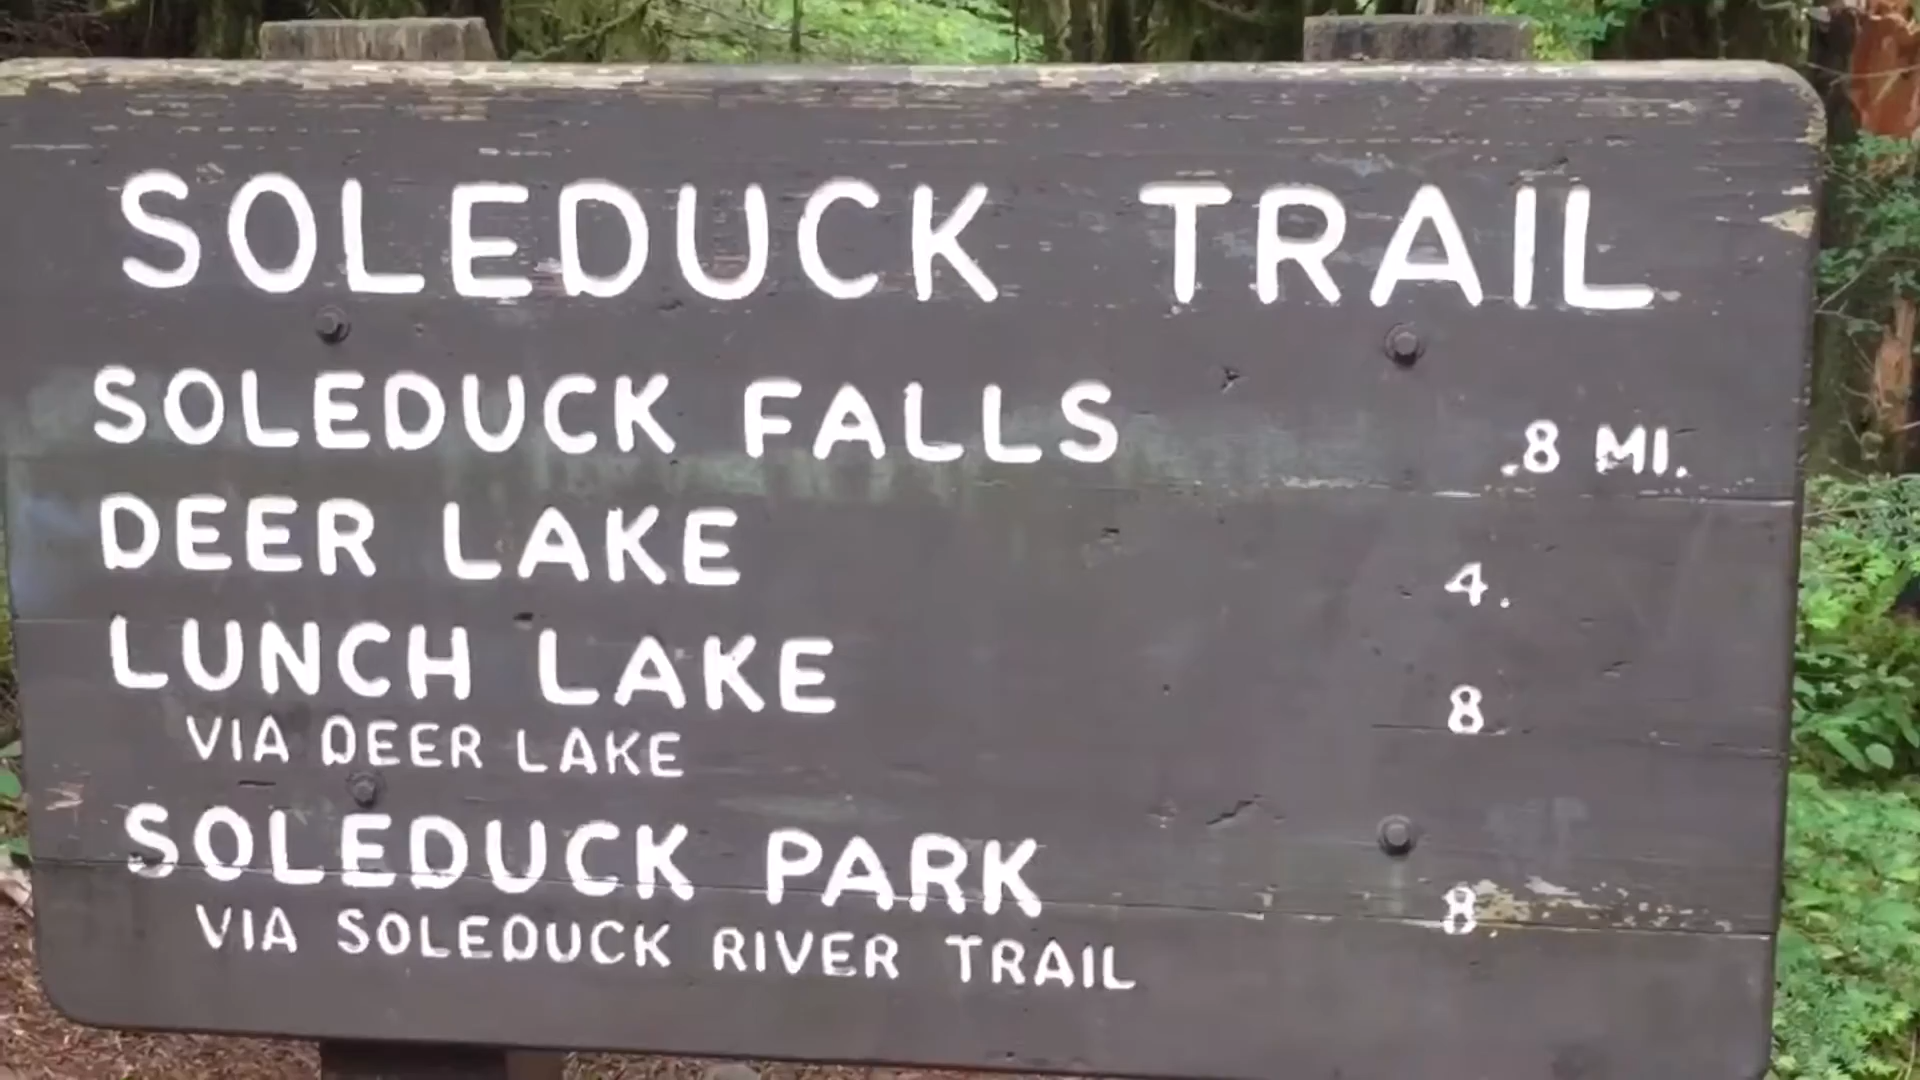 SOLEDUCK TRAIL
SOLEDUCK FALLS .8 MI.
DEER LAKE 4.
LUNCH LAKE 8
VIA DEER LAKE
SOLEDUCK PARK 8.
VIA SOLEDUCK RIVER TRAIL